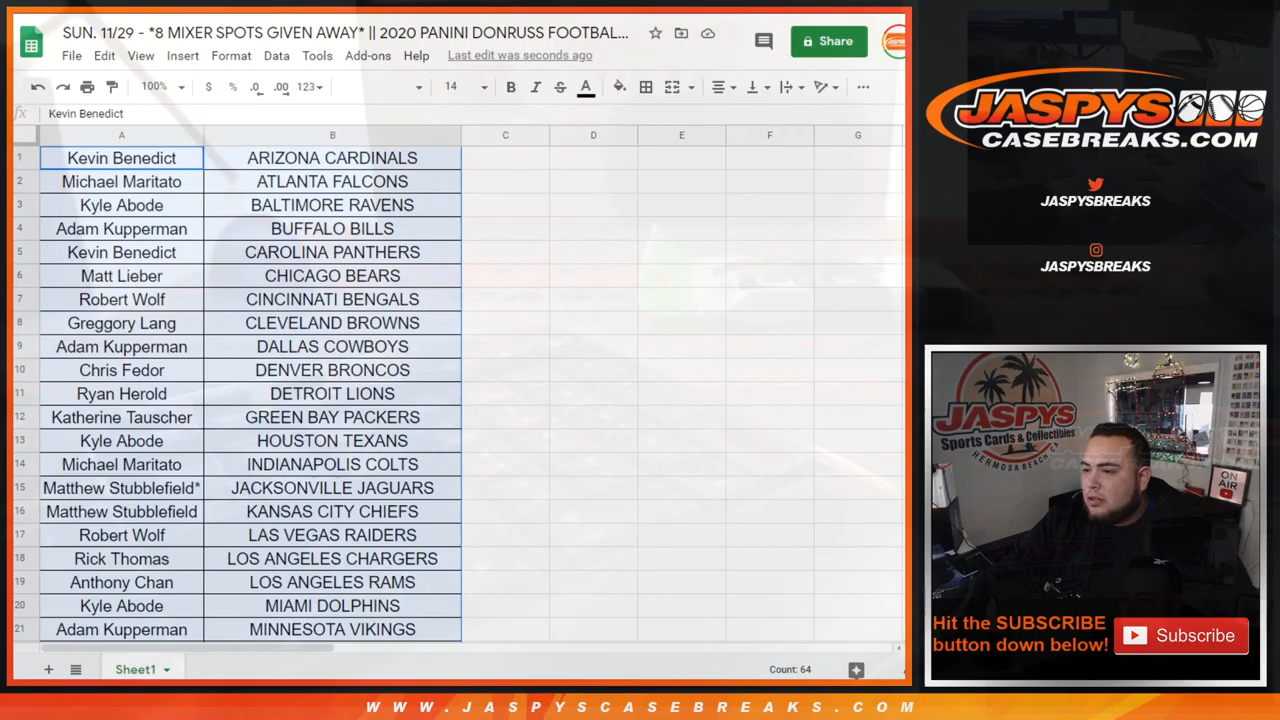 SUN. 11/29 - *8 MIXER SPOTS GIVEN AWAY* || 2020 PANINI DONRUSS FOOTBAL...
File Edit View Insert Format Data Tools Add-ons Help Last edit was seconds ago
Share
100% $ % .0 .00 123 14 B I S A
fx Kevin Benedict
A B C D E F G
1 Kevin Benedict ARIZONA CARDINALS
2 Michael Maritato ATLANTA FALCONS
3 Kyle Abode BALTIMORE RAVENS
4 Adam Kupperman BUFFALO BILLS
5 Kevin Benedict CAROLINA PANTHERS
6 Matt Lieber CHICAGO BEARS
7 Robert Wolf CINCINNATI BENGALS
8 Greggory Lang CLEVELAND BROWNS
9 Adam Kupperman DALLAS COWBOYS
10 Chris Fedor DENVER BRONCOS
11 Ryan Herold DETROIT LIONS
12 Katherine Tauscher GREEN BAY PACKERS
13 Kyle Abode HOUSTON TEXANS
14 Michael Maritato INDIANAPOLIS COLTS
15 Matthew Stubblefield* JACKSONVILLE JAGUARS
16 Matthew Stubblefield KANSAS CITY CHIEFS
17 Robert Wolf LAS VEGAS RAIDERS
18 Rick Thomas LOS ANGELES CHARGERS
19 Anthony Chan LOS ANGELES RAMS
20 Kyle Abode MIAMI DOLPHINS
21 Adam Kupperman MINNESOTA VIKINGS
Sheet1
Count: 64
JASPYS
CASEBREAKS.COM
JASPYSBREAKS
JASPYSBREAKS
JASPYS
Sports Cards & Collectibles
HERMOSA BEACH
ON
AIR
Hit the SUBSCRIBE
button down below!
Subscribe
WWW.JASPYSCASEBREAKS.COM